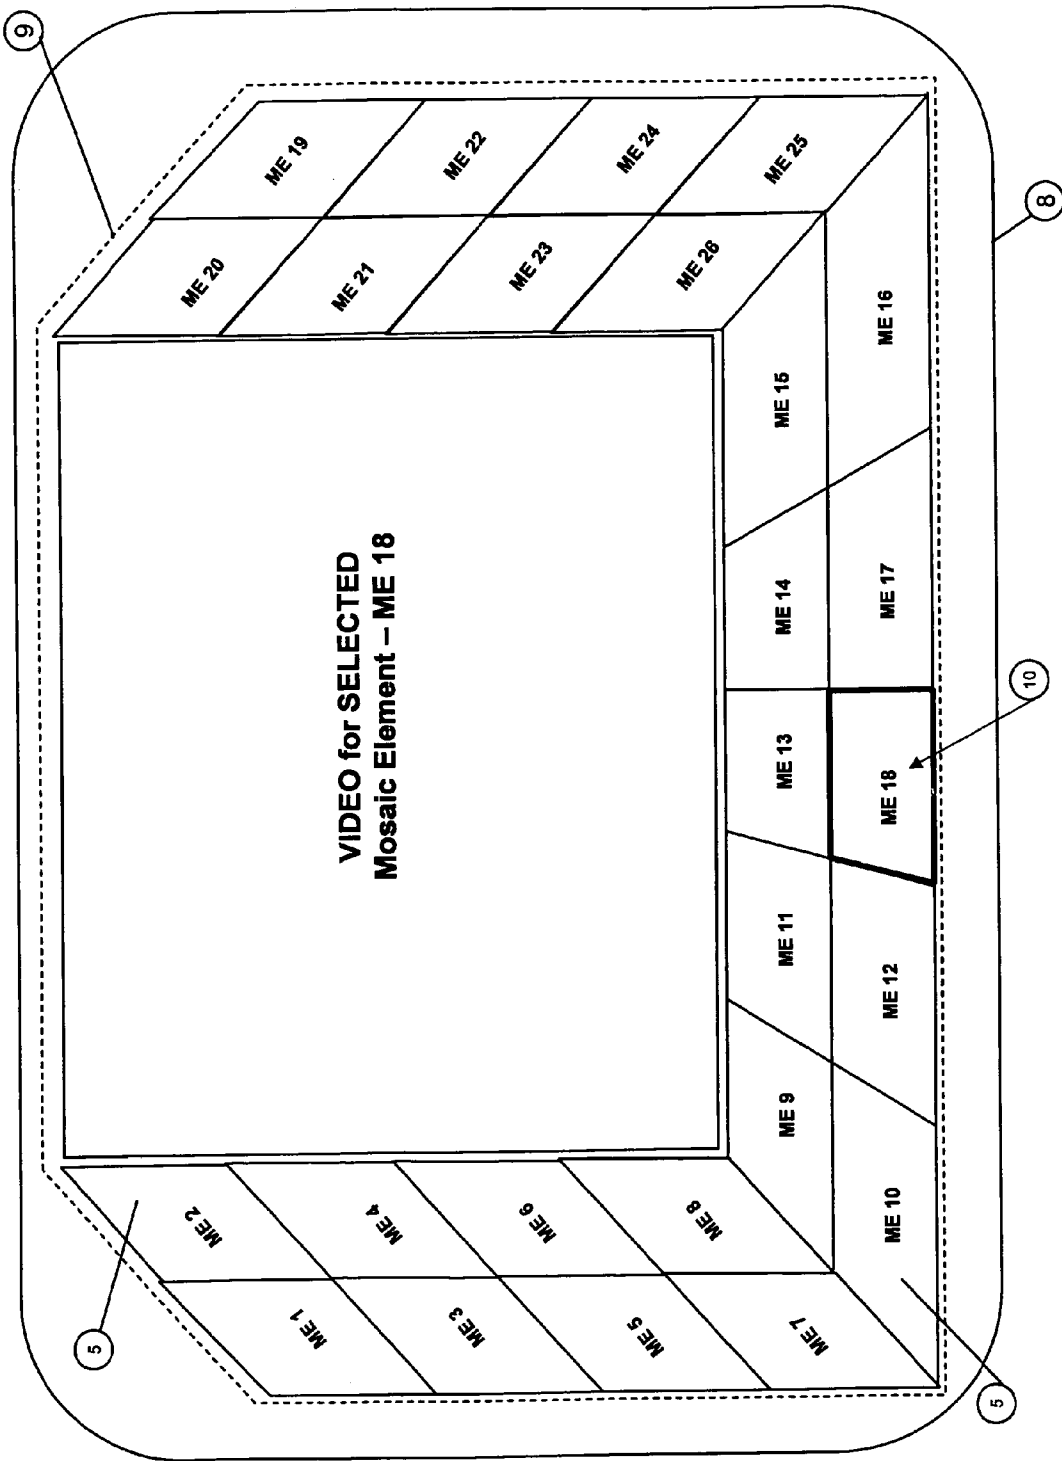 9
5
ME 2
ME 20
ME 1
ME 19
VIDEO for SELECTED
Mosaic Element – ME 18
ME 4
ME 21
ME 3
ME 22
ME 6
ME 23
ME 5
ME 24
ME 8
ME 26
ME 7
ME 25
ME 9
ME 11
ME 13
ME 14
ME 15
ME 10
ME 12
ME 18
ME 17
ME 16
5
10
8